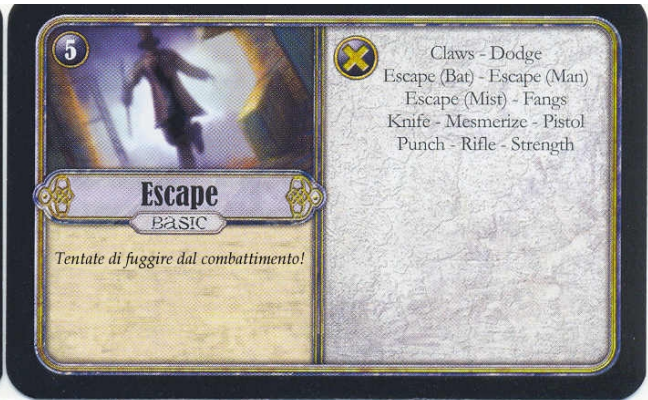 5
Escape
BASIC
Tentate di fuggire dal combattimento!
Claws - Dodge
Escape (Bat) - Escape (Man)
Escape (Mist) - Fangs
Knife - Mesmerize - Pistol
Punch - Rifle - Strength